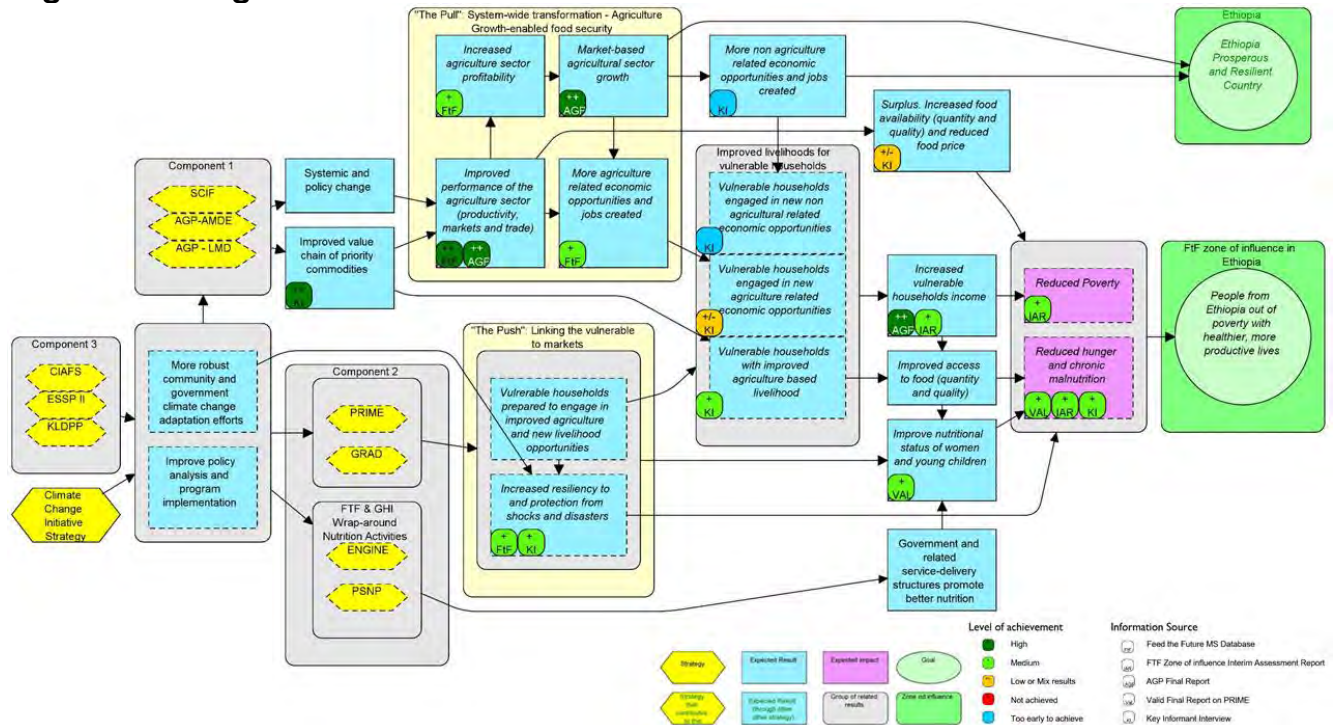 "The Pull": System-wide transformation - Agriculture
Growth-enabled food security
Increased
agriculture sector
profitability
+
FtF
Market-based
agricultural sector
growth
++
AGP
More non agriculture
related economic
opportunities and jobs
created
KI
Ethiopia
Ethiopia
Prosperous
and Resilient
Country
Surplus. Increased food
availability (quantity
and quality) and reduced
food price
+/-
KI
Component 1
SCIF
AGP-AMDE
AGP - LMD
Systemic and
policy change
Improved value
chain of priority
commodities
++
KI
Improved
performance of the
agriculture sector
(productivity,
markets and trade)
++
FtF
++
AGP
More agriculture
related economic
opportunities and
jobs created
+
FtF
Improved livelihoods for
vulnerable households
Vulnerable households
engaged in new non
agricultural related
economic opportunities
KI
Vulnerable households
engaged in new
agriculture related
economic opportunities
+/-
KI
Vulnerable households
with improved
agriculture based
livelihood
+
KI
Increased
vulnerable
households income
++
AGP
+
IAR
Improved access
to food (quantity
and quality)
Improve nutritional
status of women
and young children
+
VAL
Reduced Poverty
+
IAR
Reduced hunger
and chronic
malnutrition
+
VAL
+
IAR
+
KI
FtF zone of influence in
Ethiopia
People from
Ethiopia out of
poverty with
healthier, more
productive lives
Component 3
CIAFS
ESSP II
KLDPP
Climate
Change
Initiative
Strategy
More robust
community and
government
climate change
adaptation efforts
Improve policy
analysis and
program
implementation
Component 2
PRIME
GRAD
FTF & GHI
Wrap-around
Nutrition Activities
ENGINE
PSNP
"The Push": Linking the vulnerable
to markets
Vulnerable households
prepared to engage in
improved agriculture
and new livelihood
opportunities
Increased resiliency to
and protection from
shocks and disasters
+
FtF
+
KI
Government and
related
service-delivery
structures promote
better nutrition
Strategy
Expected Result
Expected Impact
Goal
Strategy
that
contributes
to the
Expected Result
(through other
other strategy)
Group of related
results
Zone od influence
Level of achievement
High
Medium
Low or Mix results
Not achieved
Too early to achieve
Information Source
Feed the Future MS Database
FTF Zone of influence Interim Assessment Report
AGP Final Report
Valid Final Report on PRIME
Key Informant Interview